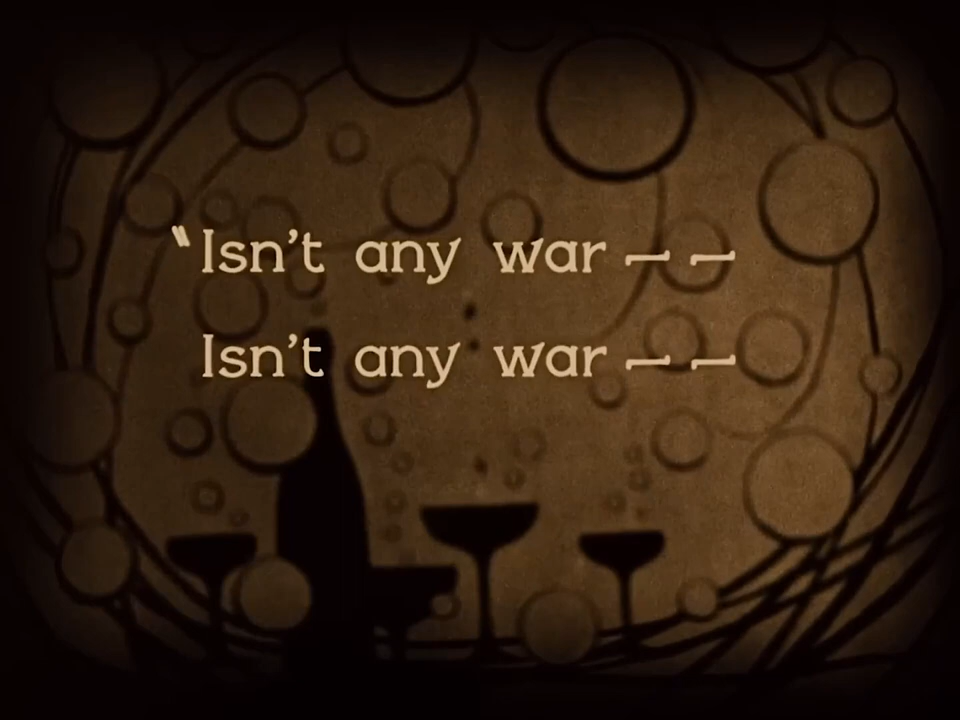 “Isn't any war — —
Isn't any war — —